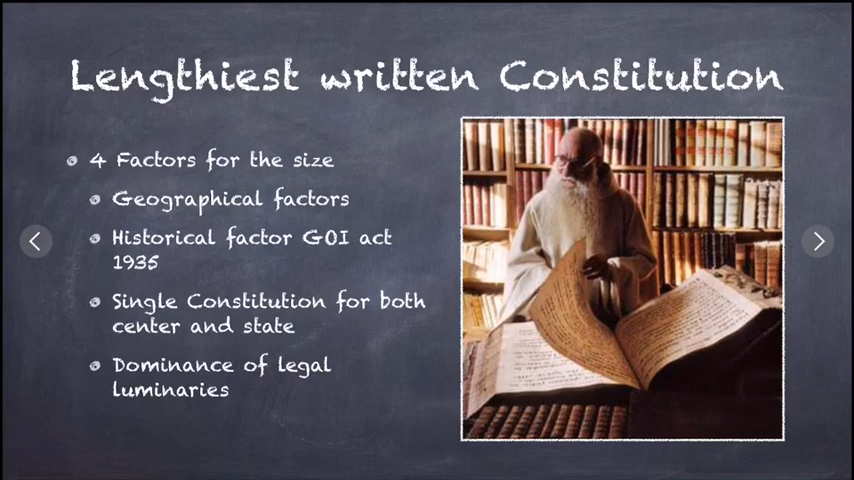 Lengthiest written Constitution
4 Factors for the size
Geographical factors
Historical factor GOI act
1935
Single Constitution for both
center and state
Dominance of legal
luminaries